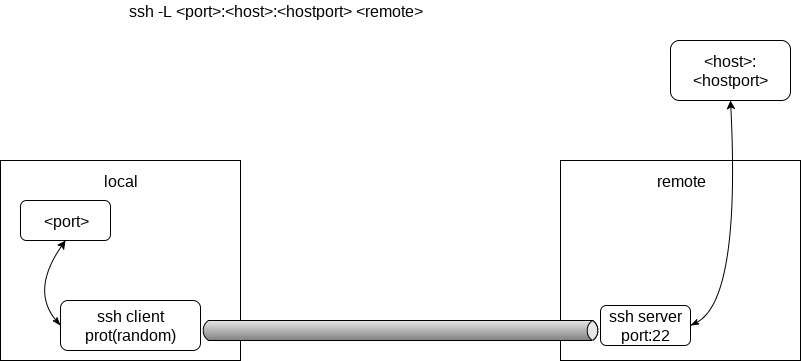 ssh -L <port>:<host>:<hostport> <remote>
<host>:
<hostport>
local
remote
<port>
ssh client
prot(random)
ssh server
port:22